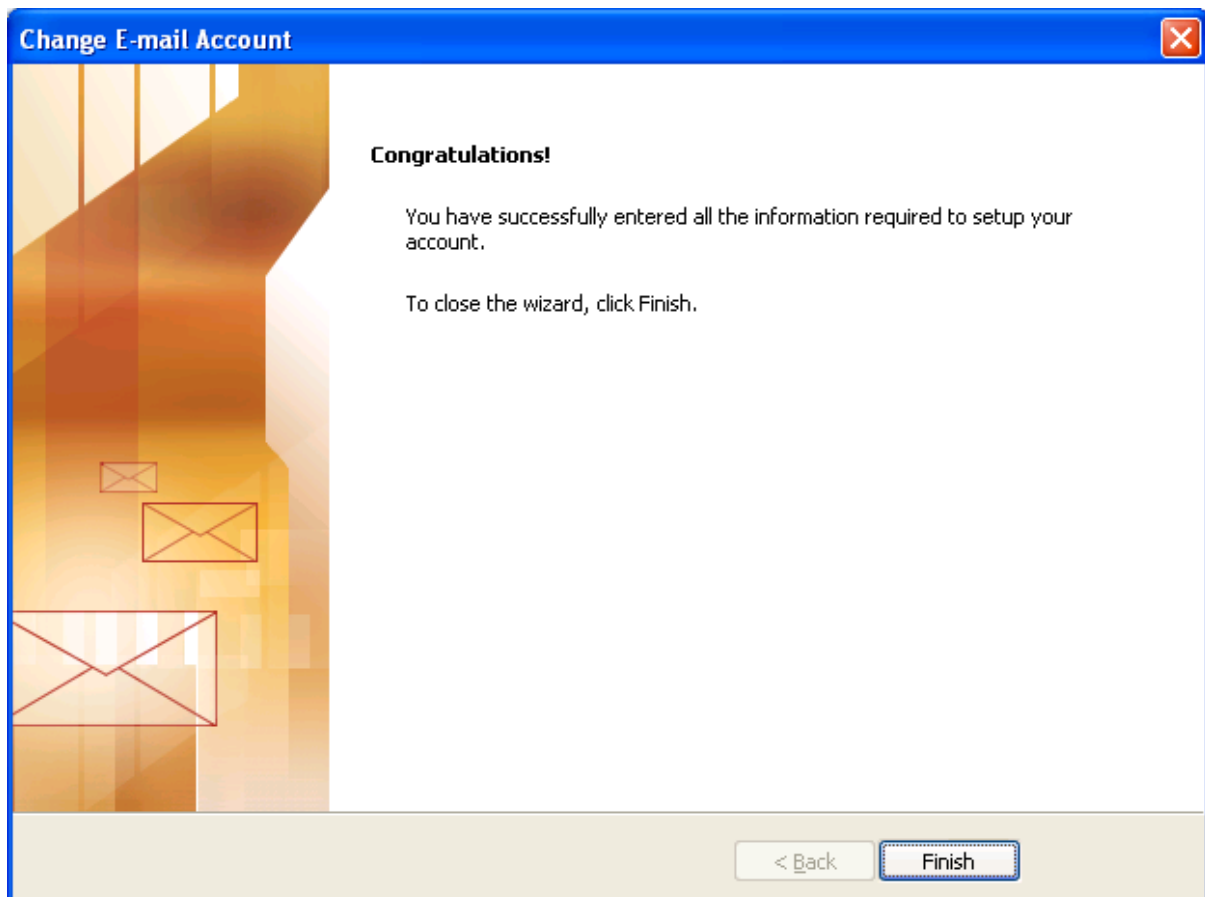 Change E-mail Account
Congratulations!
You have successfully entered all the information required to setup your
account.
To close the wizard, click Finish.
< Back
Finish